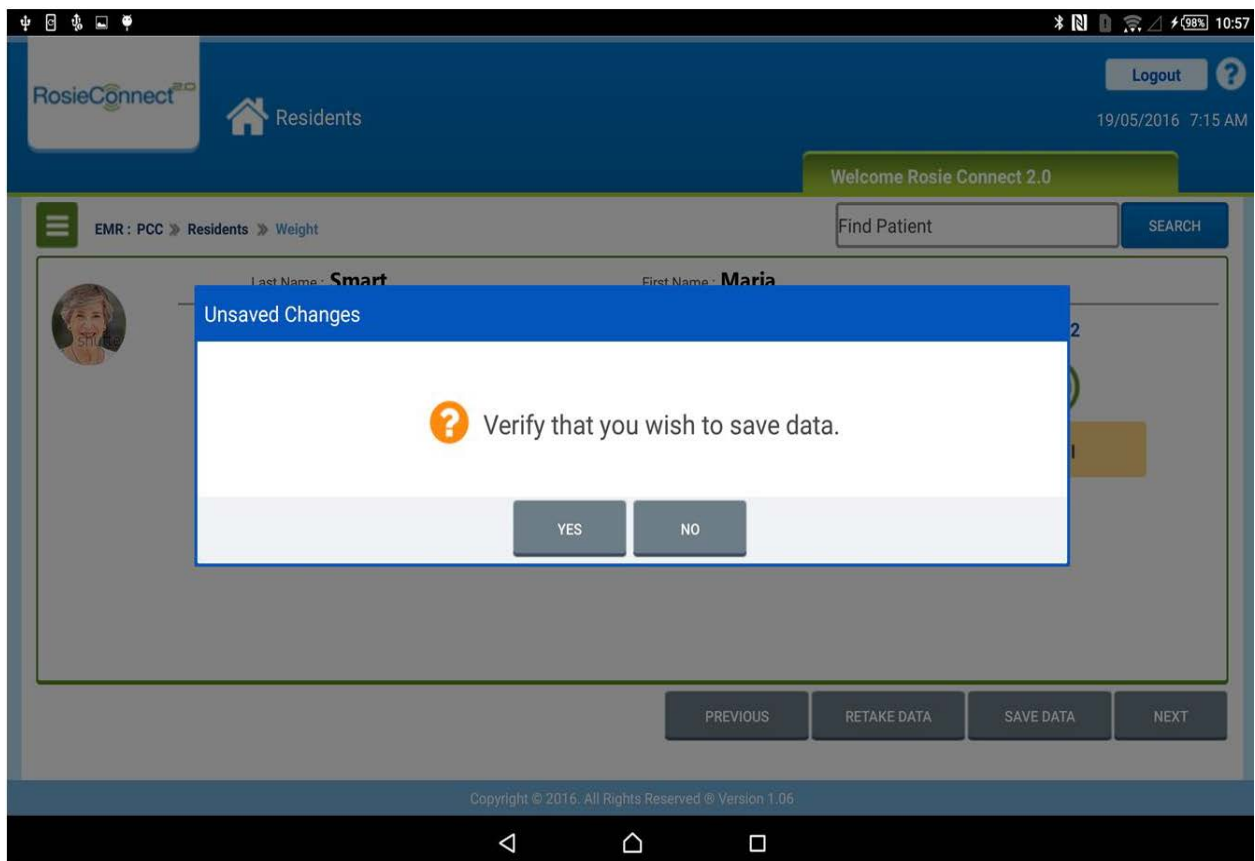 98% 10:57
RosieConnect 2.0
Residents
Logout ?
19/05/2016 7:15 AM
Welcome Rosie Connect 2.0
EMR : PCC » Residents » Weight
Find Patient
SEARCH
Last Name : Smart First Name : Maria
Unsaved Changes
2
? Verify that you wish to save data.
YES NO
PREVIOUS RETAKE DATA SAVE DATA NEXT
Copyright © 2016. All Rights Reserved ® Version 1.06